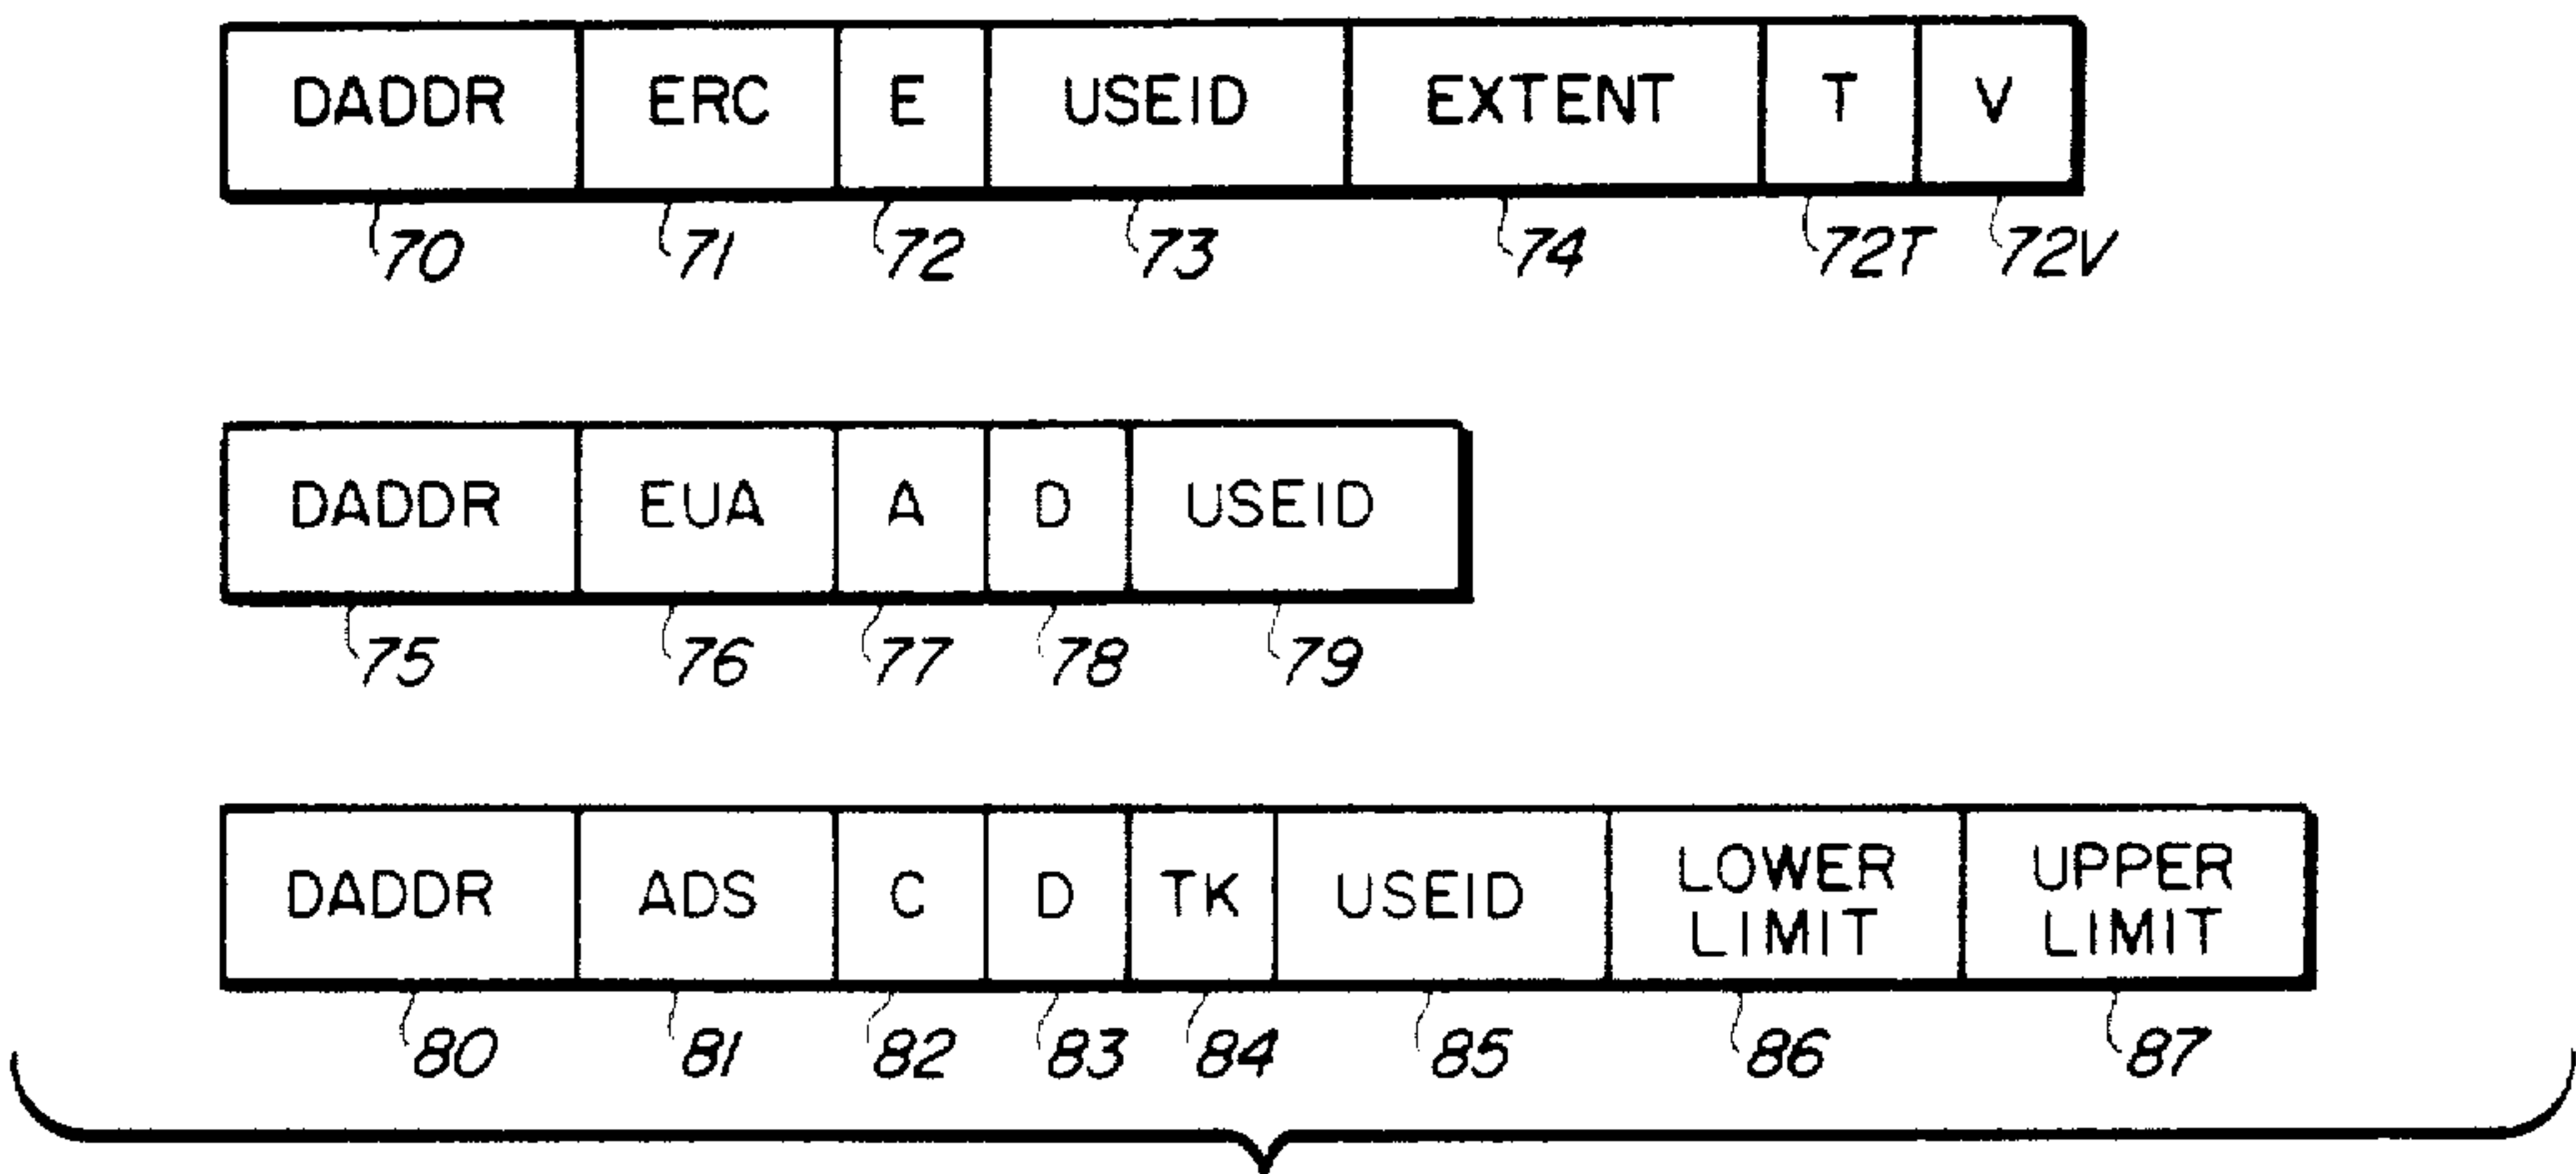 DADDR ERC E USEID EXTENT T V
70 71 72 73 74 72T 72V
DADDR EUA A D USEID
75 76 77 78 79
DADDR ADS C D TK USEID LOWER LIMIT UPPER LIMIT
80 81 82 83 84 85 86 87